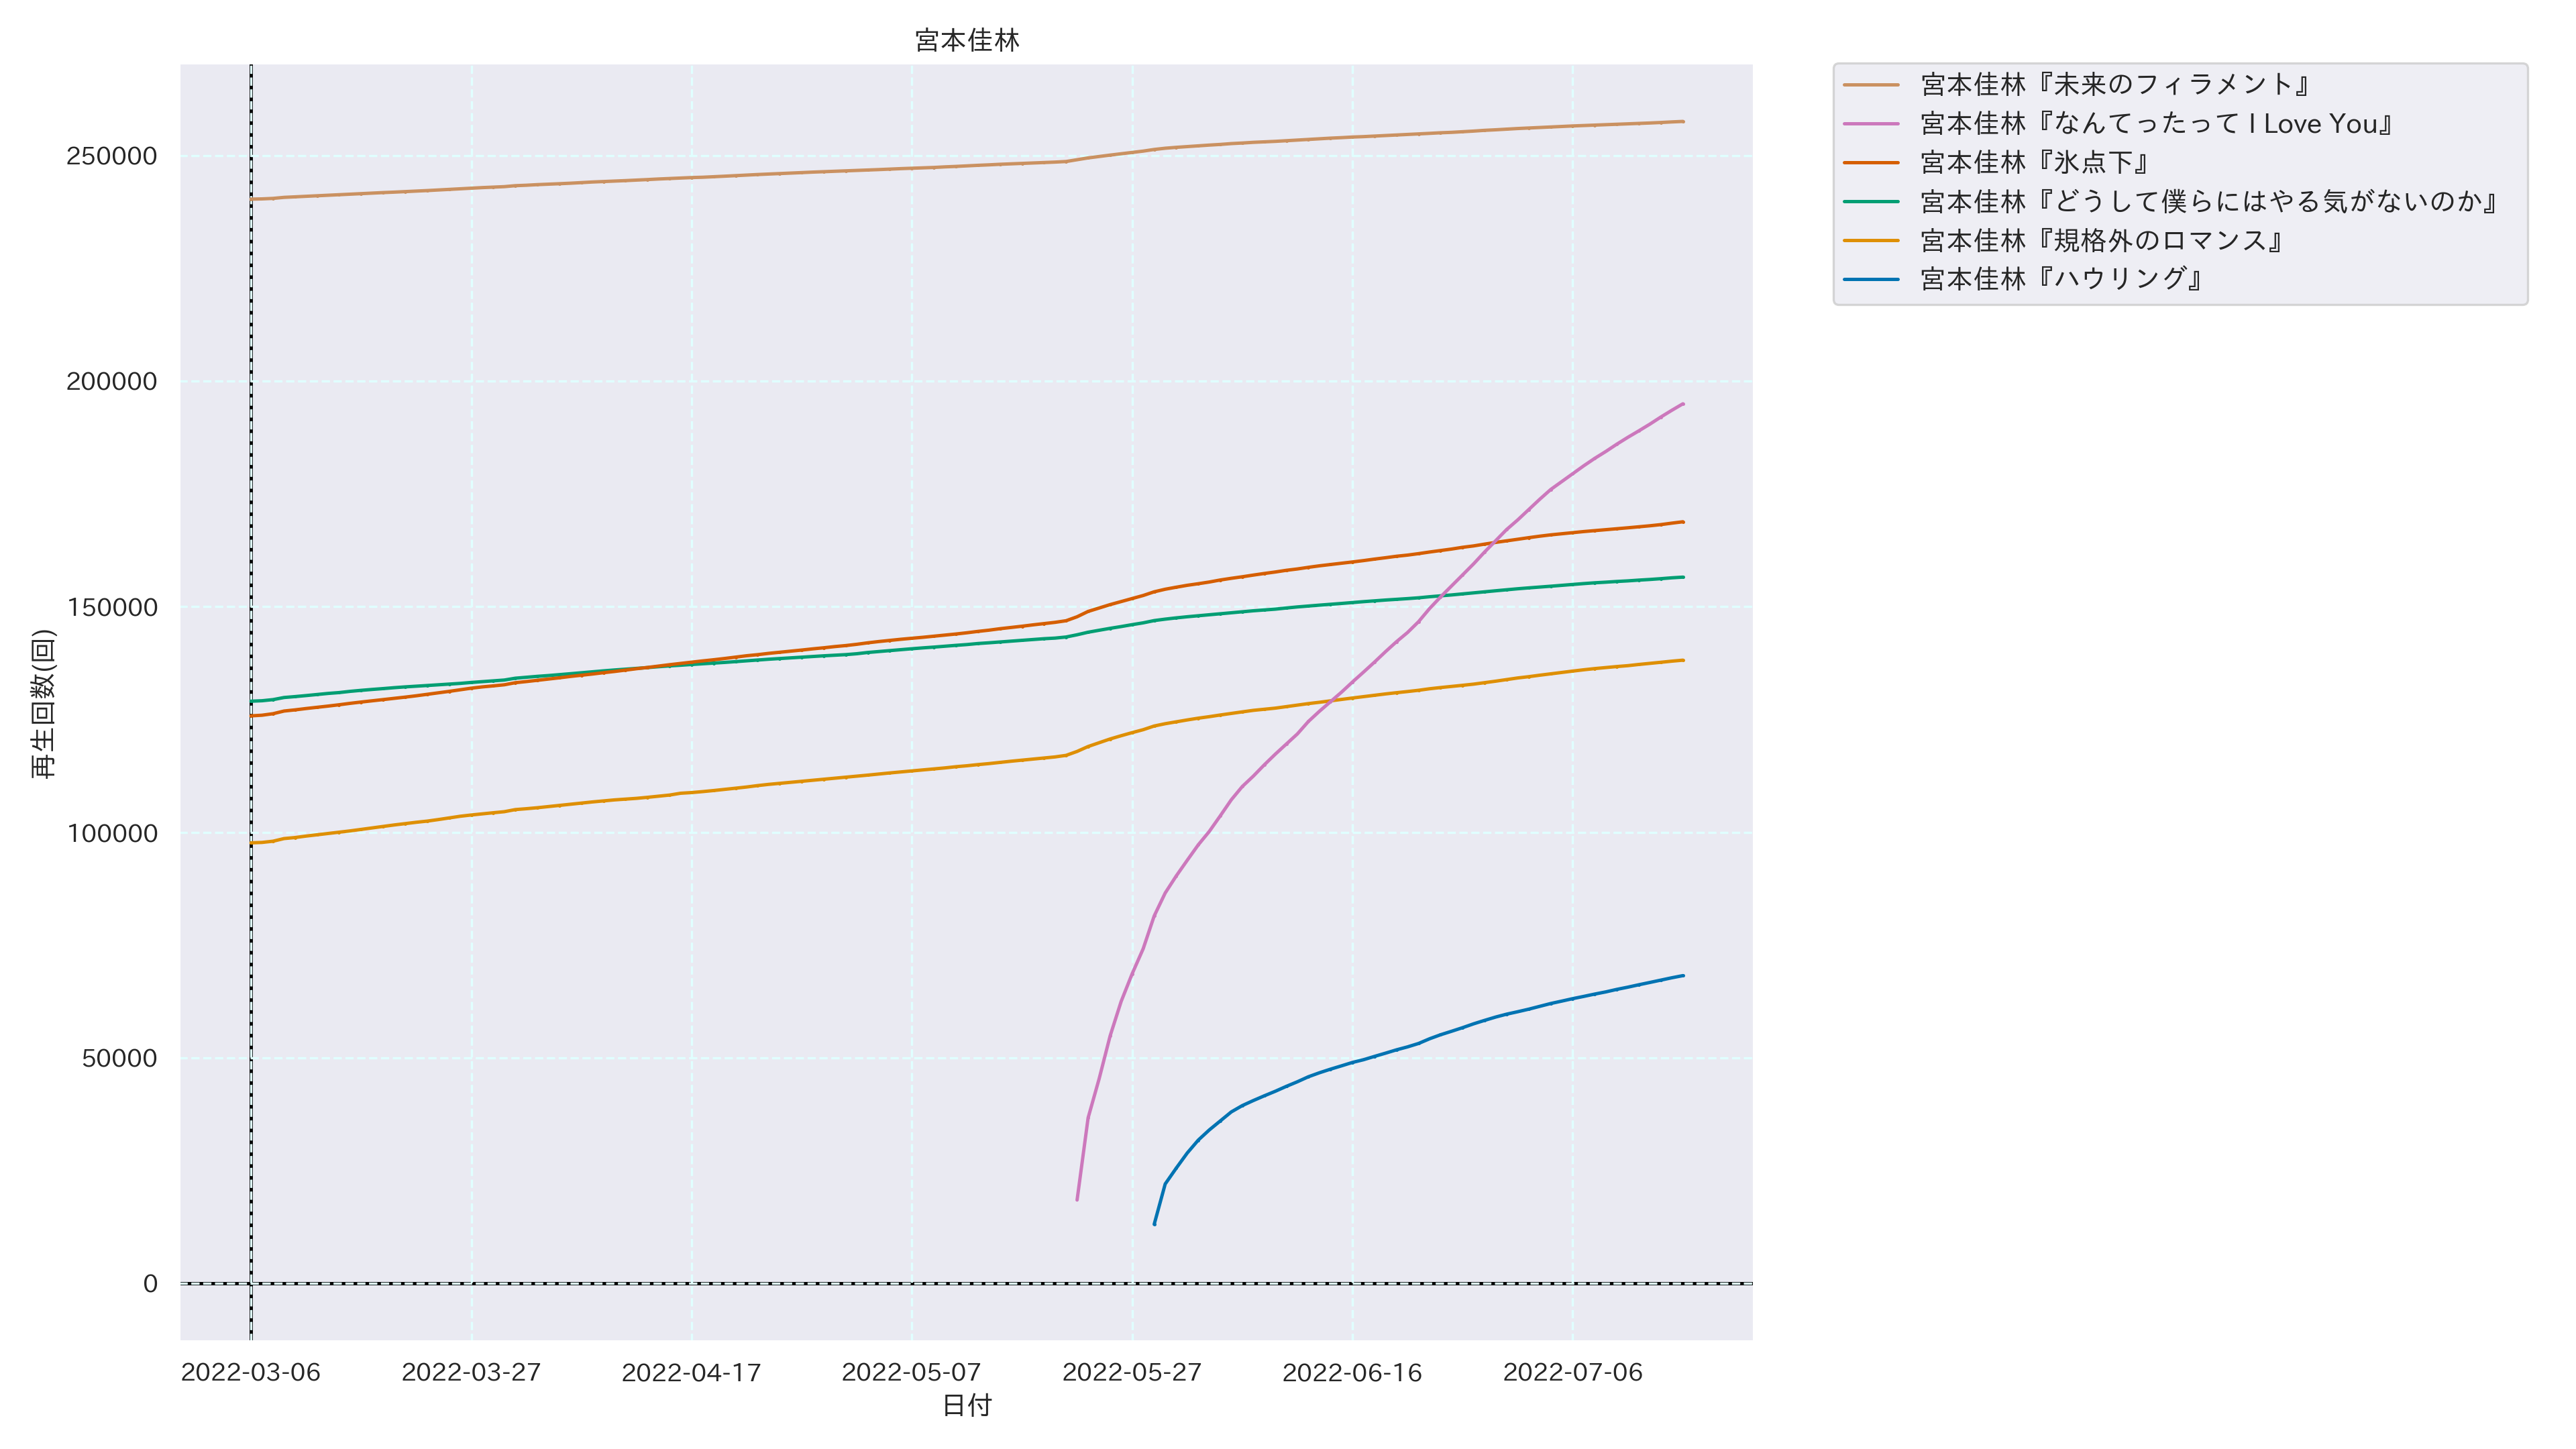 宮本佳林
宮本佳林『未来のフィラメント』
宮本佳林『なんてったって I Love You』
宮本佳林『氷点下』
宮本佳林『どうして僕らにはやる気がないのか』
宮本佳林『規格外のロマンス』
宮本佳林『ハウリング』
再生回数(回)
250000
200000
150000
100000
50000
0
2022-03-06 2022-03-27 2022-04-17 2022-05-07 2022-05-27 2022-06-16 2022-07-06
日付